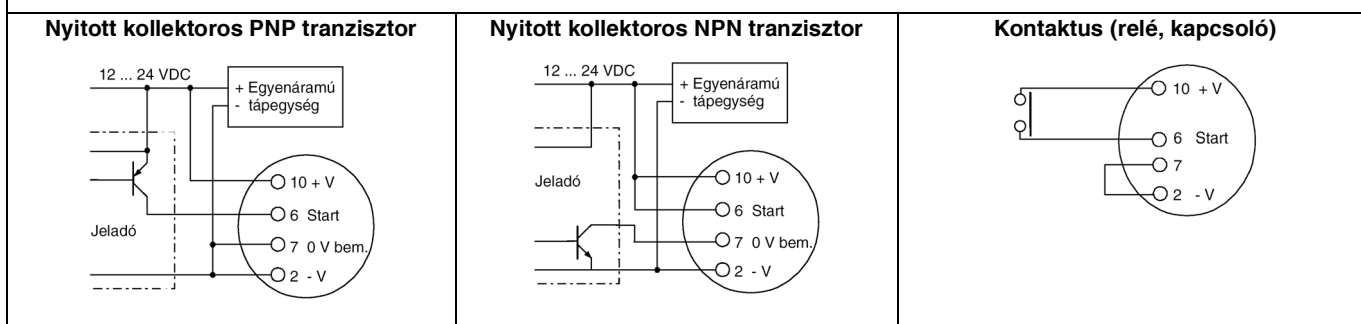 Nyitott kollektoros PNP tranzisztor
12 ... 24 VDC
+ Egyenáramú
- tápegység
Jeladó
10 + V
6 Start
7 0 V bem.
2 - V
Nyitott kollektoros NPN tranzisztor
12 ... 24 VDC
+ Egyenáramú
- tápegység
Jeladó
10 + V
6 Start
7 0 V bem.
2 - V
Kontaktus (relé, kapcsoló)
10 + V
6 Start
7
2 - V